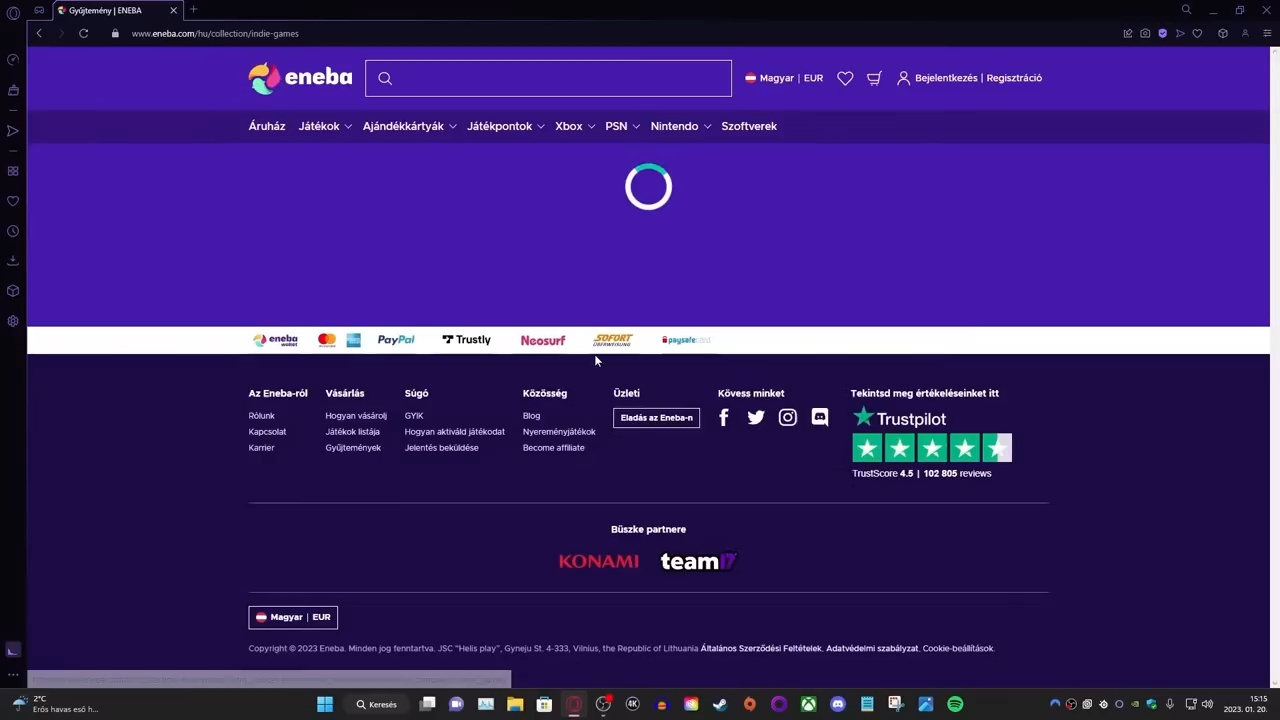 Gyűjtemény | ENEBA
www.eneba.com/hu/collection/indie-games
eneba
Magyar | EUR
Bejelentkezés | Regisztráció
Áruház Játékok Ajándékkártyák Játékpontok Xbox PSN Nintendo Szoftverek
eneba wallet PayPal Trustly Neosurf SOFORT ÜBERWEISUNG paysafecard
Az Eneba-ról Vásárlás Súgó Közösség Üzleti Kövess minket Tekintsd meg értékeléseinket itt
Rólunk Hogyan vásárolj GYIK Blog Eladás az Eneba-n Trustpilot
Kapcsolat Játékok listája Hogyan aktiváld játékodat Nyereményjátékok
Karrier Gyűjtemények Jelentés beküldése Become affiliate
TrustScore 4.5 | 102 805 reviews
Büszke partnere
KONAMI team17
Magyar | EUR
Copyright © 2023 Eneba. Minden jog fenntartva. JSC "Helis play", Gyneju St. 4-333, Vilnius, the Republic of Lithuania Általános Szerződési Feltételek, Adatvédelmi szabályzat, Cookie-beállítások.
2°C
Erős havas eső h...
Keresés
4K
15:15
2023. 01. 20.